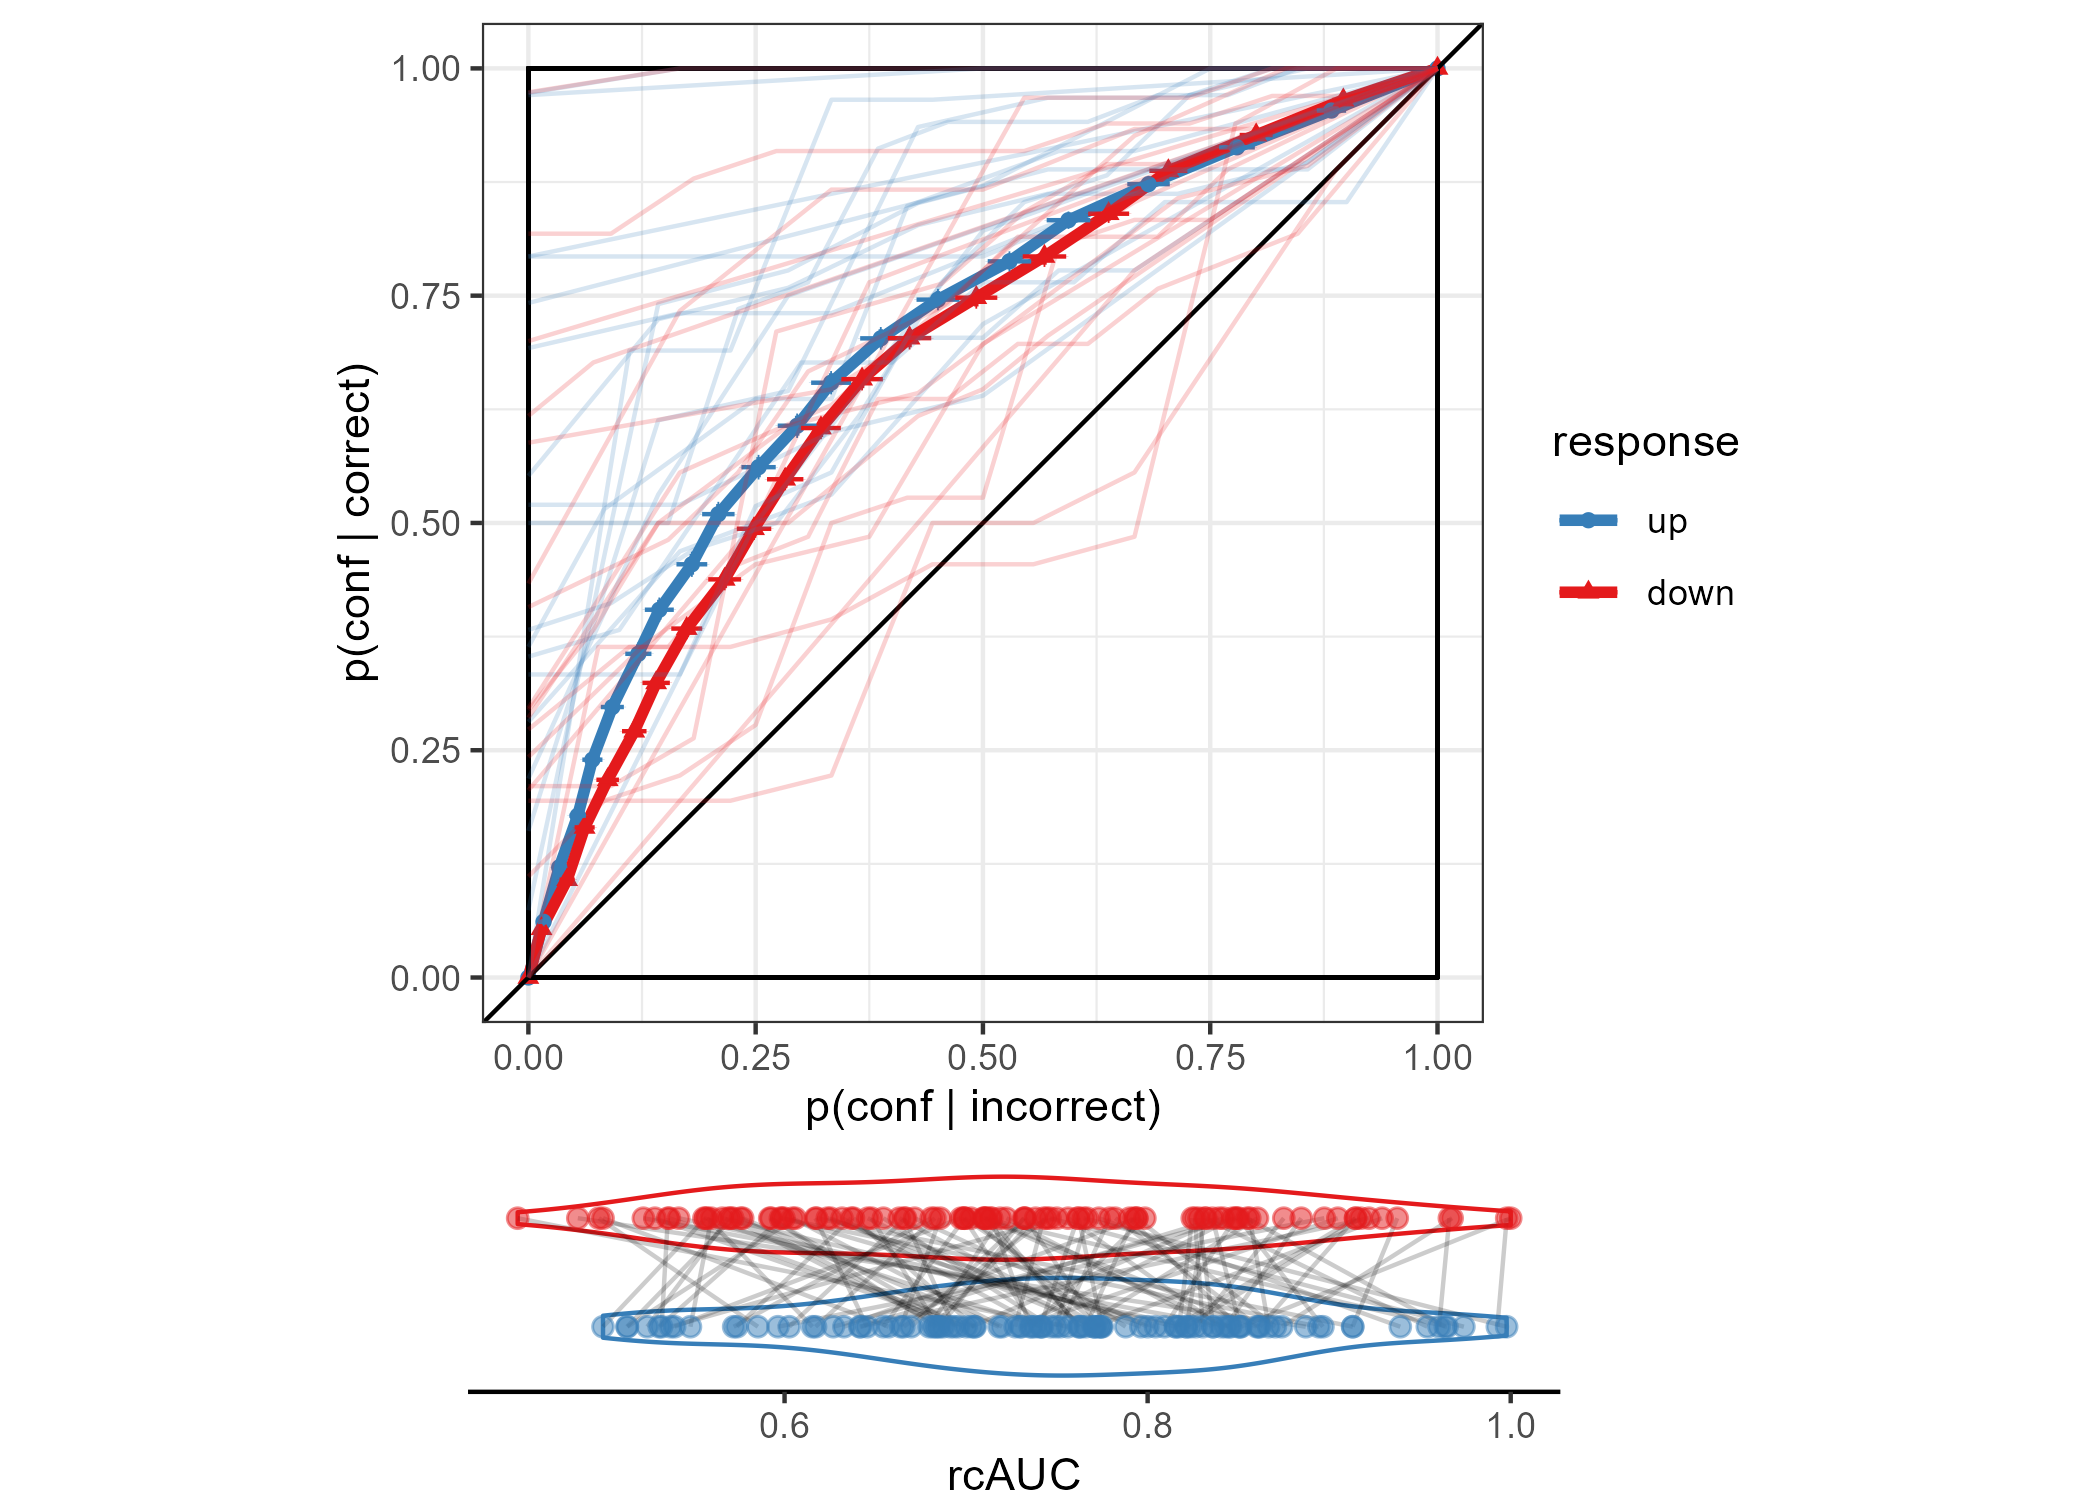 1.00
0.75
0.50
0.25
0.00
p(conf | correct)
0.00 0.25 0.50 0.75 1.00
p(conf | incorrect)
response
up
down
0.6 0.8 1.0
rcAUC